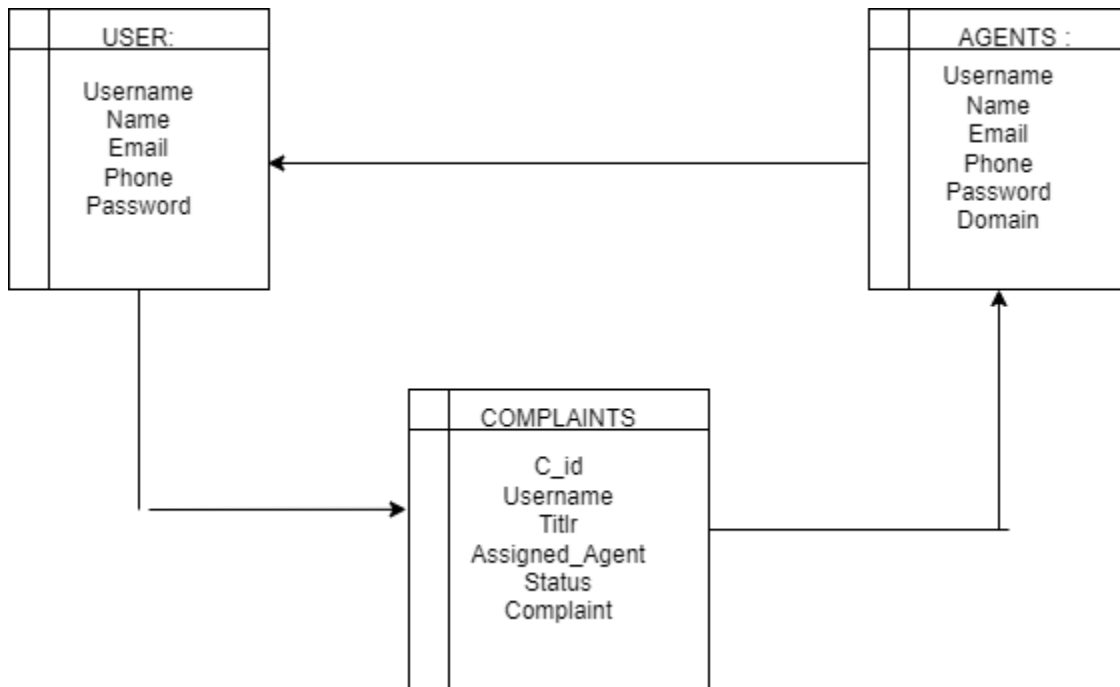 USER:
Username
Name
Email
Phone
Password
AGENTS :
Username
Name
Email
Phone
Password
Domain
COMPLAINTS
C_id
Username
Titlr
Assigned_Agent
Status
Complaint